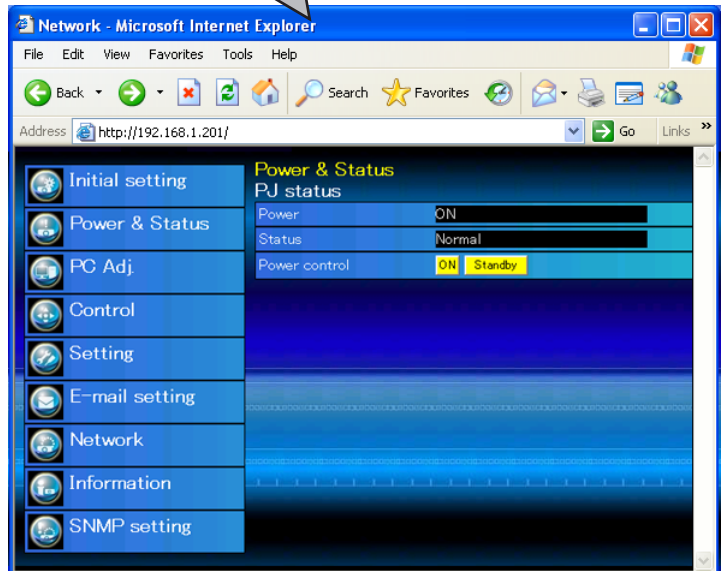 Network - Microsoft Internet Explorer
File Edit View Favorites Tools Help
Back Search Favorites
Address http://192.168.1.201/ Go Links »
Initial setting
Power & Status
PC Adj.
Control
Setting
E-mail setting
Network
Information
SNMP setting
Power & Status
PJ status
Power ON
Status Normal
Power control ON Standby